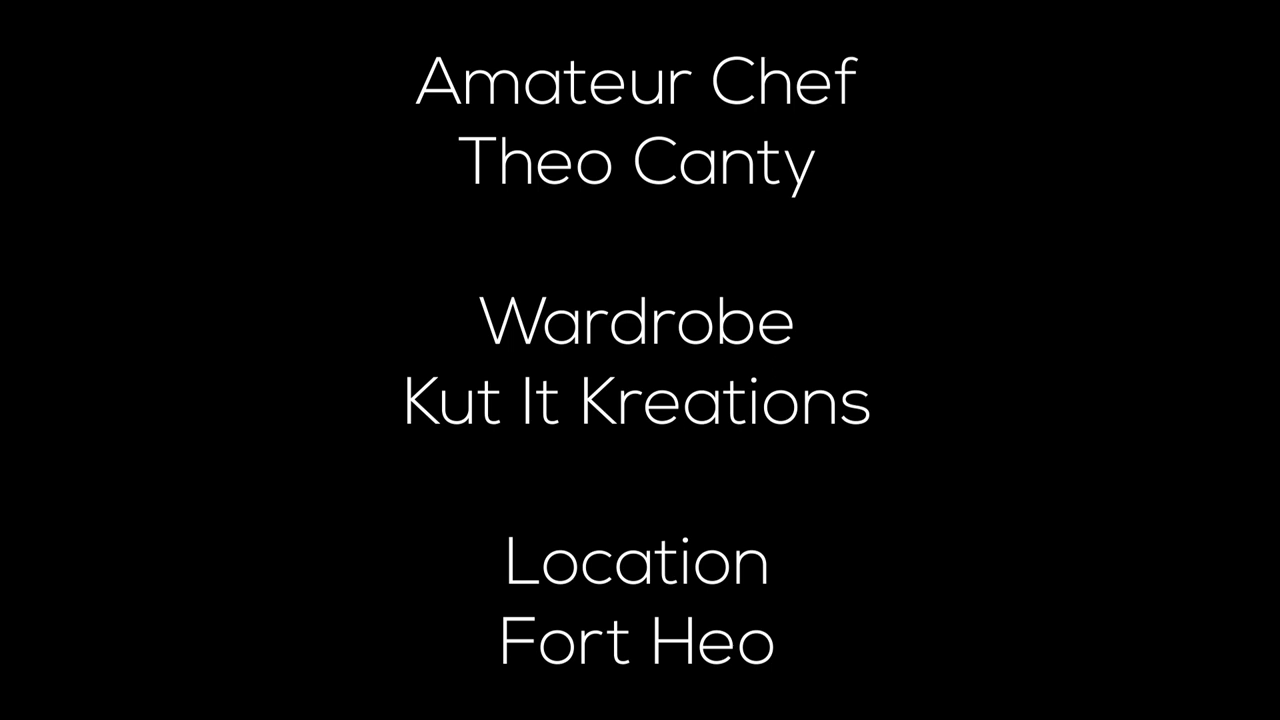 Amateur Chef
Theo Canty
Wardrobe
Kut It Kreations
Location
Fort Heo